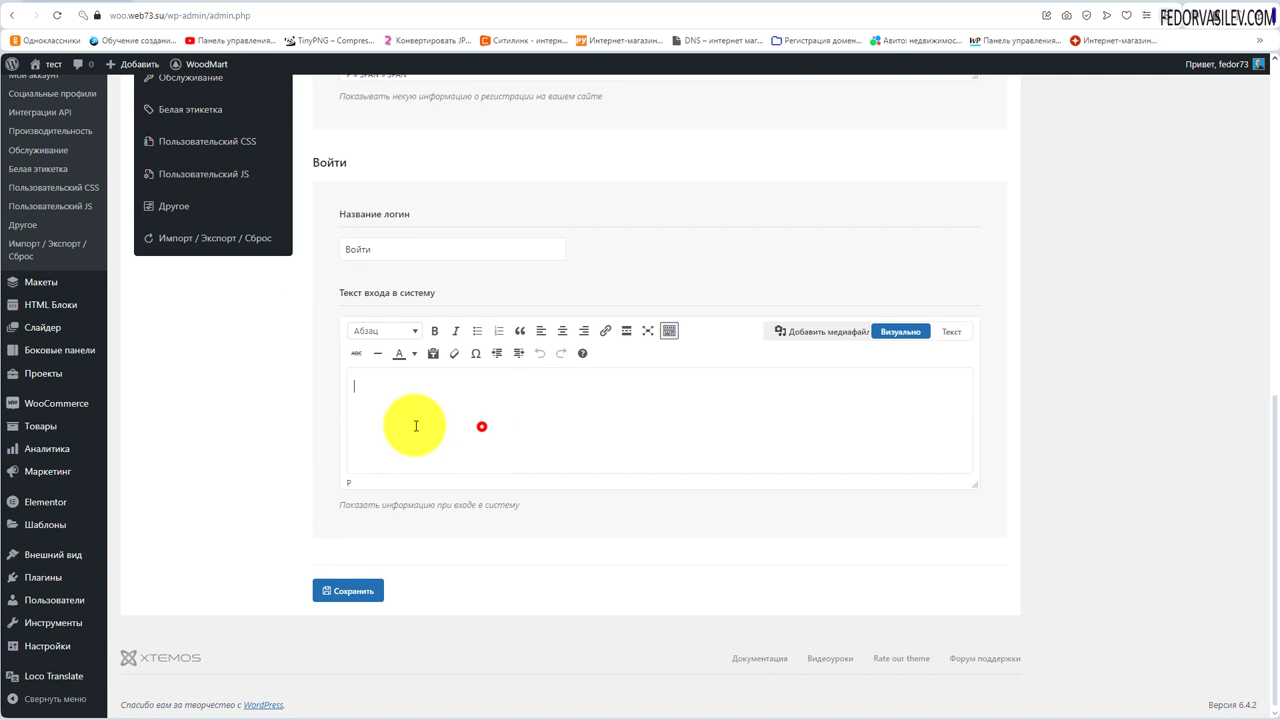 woo.web73.su/wp-admin/admin.php
FEDORVASILEV.COM
Одноклассники
Обучение создани...
Панель управления...
TinyPNG – Compres...
Конвертировать JP...
Ситилинк - интерн...
Интернет-магазин...
DNS – интернет маг...
Регистрация домен...
Авито: недвижимос...
Панель управления...
Интернет-магазин...
тест
0
Добавить
WoodMart
Привет, fedor73
Мой аккаунт
Социальные профили
Интеграции API
Производительность
Обслуживание
Белая этикетка
Пользовательский CSS
Пользовательский JS
Другое
Импорт / Экспорт /
Сброс
Макеты
HTML Блоки
Слайдер
Боковые панели
Проекты
WooCommerce
Товары
Аналитика
Маркетинг
Elementor
Шаблоны
Внешний вид
Плагины
Пользователи
Инструменты
Настройки
Loco Translate
Свернуть меню
Обслуживание
Белая этикетка
Пользовательский CSS
Пользовательский JS
Другое
Импорт / Экспорт / Сброс
P » SPAN » SPAN
Показывать некую информацию о регистрации на вашем сайте
Войти
Название логин
Войти
Текст входа в систему
Абзац
B
I
Добавить медиафайл
Визуально
Текст
ABC
A
Ω
P
Показать информацию при входе в систему
Сохранить
XTEMOS
Документация
Видеоуроки
Rate our theme
Форум поддержки
Спасибо вам за творчество с WordPress.
Версия 6.4.2